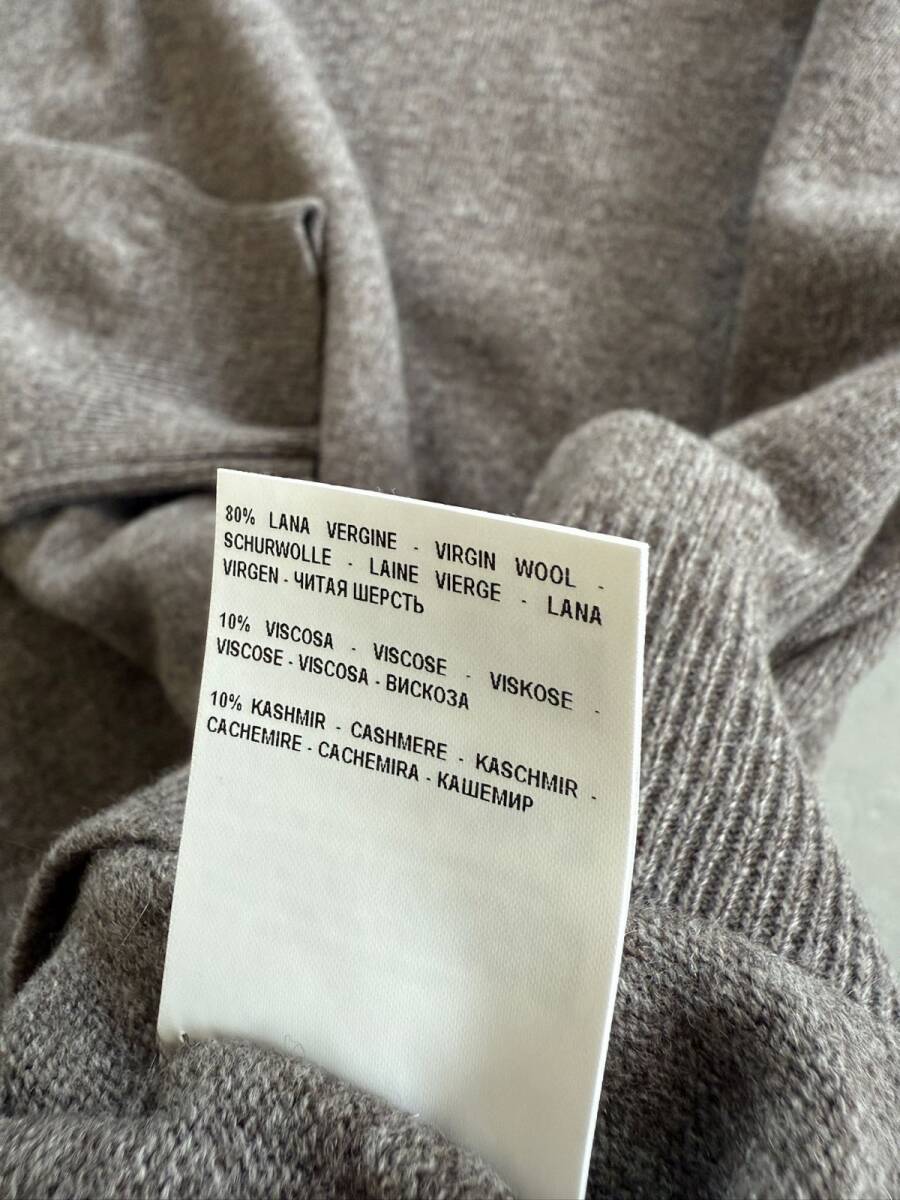 80% LANA VERGINE - VIRGIN WOOL -
SCHURWOLLE - LAINE VIERGE - LANA
VIRGEN - ЧИТАЯ ШЕРСТЬ
10% VISCOSA - VISCOSE - VISKOSE -
VISCOSE - VISCOSA - ВИСКОЗА
10% KASHMIR - CASHMERE - KASCHMIR -
CACHEMIRE - CACHEMIRA - КАШЕМИР